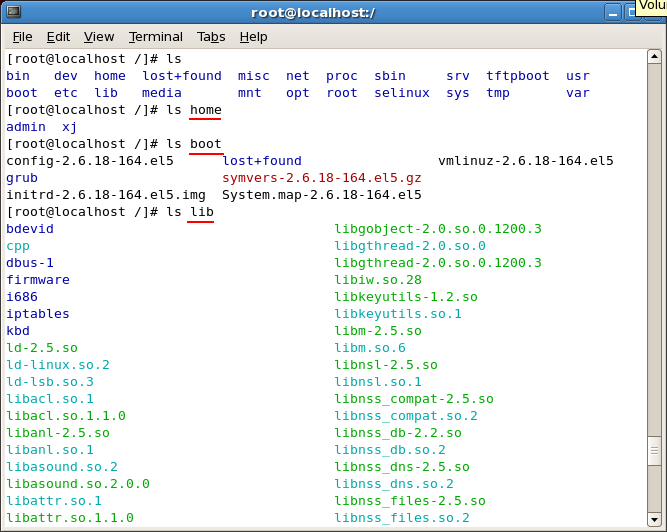 root@localhost:/
File Edit View Terminal Tabs Help
[root@localhost /]# ls
bin dev home lost+found misc net proc sbin srv tftpboot usr
boot etc lib media mnt opt root selinux sys tmp var
[root@localhost /]# ls home
admin xj
[root@localhost /]# ls boot
config-2.6.18-164.el5 lost+found vmlinuz-2.6.18-164.el5
grub symvers-2.6.18-164.el5.gz
initrd-2.6.18-164.el5.img System.map-2.6.18-164.el5
[root@localhost /]# ls lib
bdevid libgobject-2.0.so.0.1200.3
cpp libgthread-2.0.so.0
dbus-1 libgthread-2.0.so.0.1200.3
firmware libiw.so.28
i686 libkeyutils-1.2.so
iptables libkeyutils.so.1
kbd libm-2.5.so
ld-2.5.so libm.so.6
ld-linux.so.2 libnsl-2.5.so
ld-lsb.so.3 libnsl.so.1
libacl.so.1 libnss_compat-2.5.so
libacl.so.1.1.0 libnss_compat.so.2
libanl-2.5.so libnss_db-2.2.so
libanl.so.1 libnss_db.so.2
libasound.so.2 libnss_dns-2.5.so
libasound.so.2.0.0 libnss_dns.so.2
libattr.so.1 libnss_files-2.5.so
libattr.so.1.1.0 libnss_files.so.2